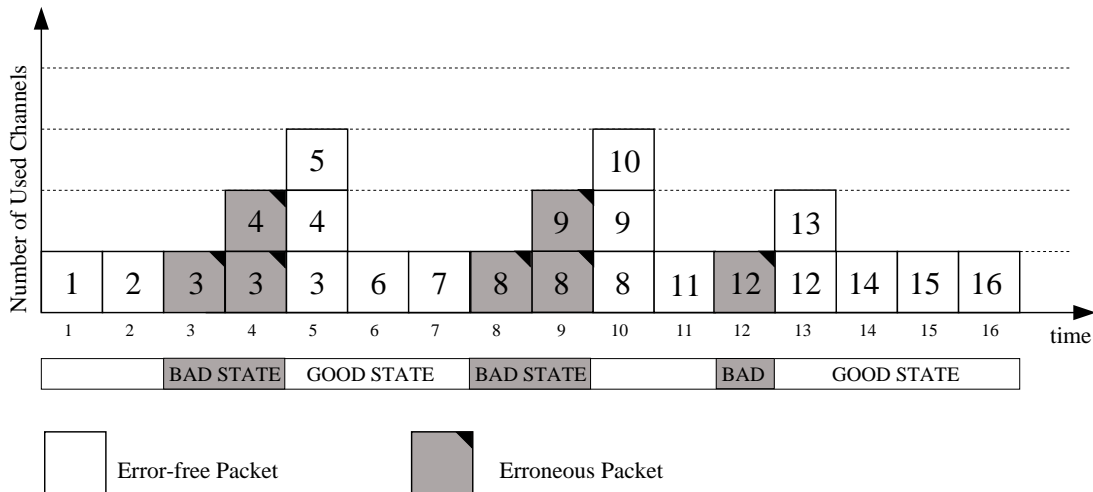 Number of Used Channels
5 10
4 4 9 9 13
1 2 3 3 3 6 7 8 8 8 11 12 12 14 15 16
1 2 3 4 5 6 7 8 9 10 11 12 13 14 15 16
time
BAD STATE GOOD STATE BAD STATE BAD GOOD STATE
Error-free Packet Erroneous Packet